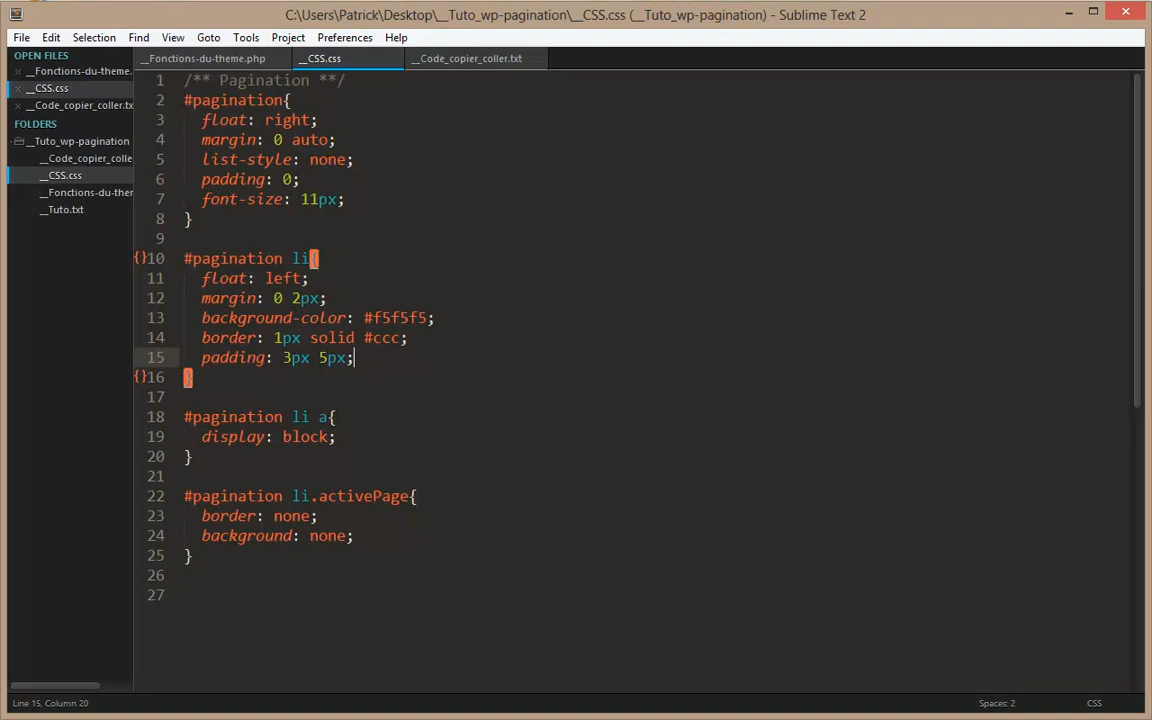 C:\Users\Patrick\Desktop\__Tuto_wp-pagination\__CSS.css (__Tuto_wp-pagination) - Sublime Text 2
File Edit Selection Find View Goto Tools Project Preferences Help
OPEN FILES
__Fonctions-du-theme.
__CSS.css
__Code_copier_coller.tx
FOLDERS
__Tuto_wp-pagination
__Code_copier_colle
__CSS.css
__Fonctions-du-ther
__Tuto.txt
__Fonctions-du-theme.php __CSS.css __Code_copier_coller.txt
1 /** Pagination **/
2 #pagination{
3 float: right;
4 margin: 0 auto;
5 list-style: none;
6 padding: 0;
7 font-size: 11px;
8 }
9
{}10 #pagination li{
11 float: left;
12 margin: 0 2px;
13 background-color: #f5f5f5;
14 border: 1px solid #ccc;
15 padding: 3px 5px;
{}16 }
17
18 #pagination li a{
19 display: block;
20 }
21
22 #pagination li.activePage{
23 border: none;
24 background: none;
25 }
26
27
Line 15, Column 20 Spaces: 2 CSS